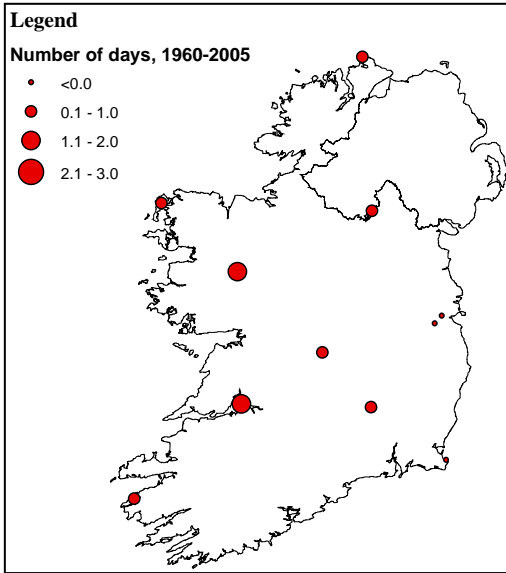 Legend
Number of days, 1960-2005
<0.0
0.1 - 1.0
1.1 - 2.0
2.1 - 3.0